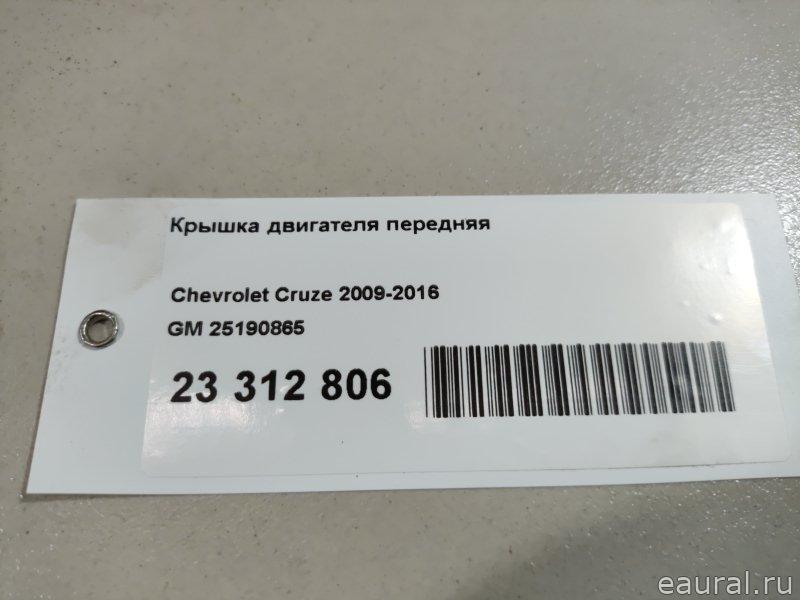 Крышка двигателя передняя
Chevrolet Cruze 2009-2016
GM 25190865
23 312 806
eaural.ru